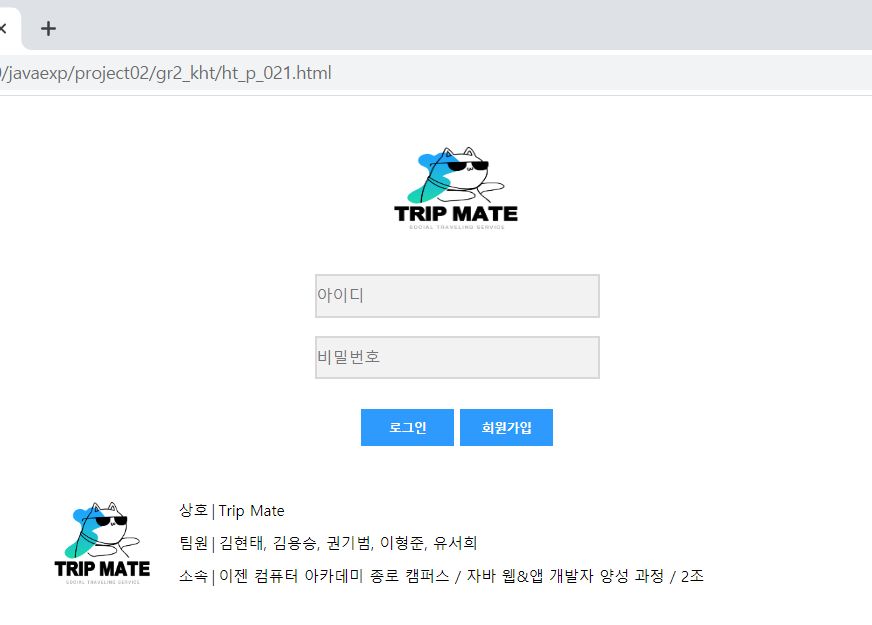 /javaexp/project02/gr2_kht/ht_p_021.html
TRIP MATE
SOCIAL TRAVELING SERVICE
아이디
비밀번호
로그인 회원가입
상호 | Trip Mate
팀원 | 김현태, 김용승, 권기범, 이형준, 유서희
소속 | 이젠 컴퓨터 아카데미 종로 캠퍼스 / 자바 웹&앱 개발자 양성 과정 / 2조
TRIP MATE
SOCIAL TRAVELING SERVICE